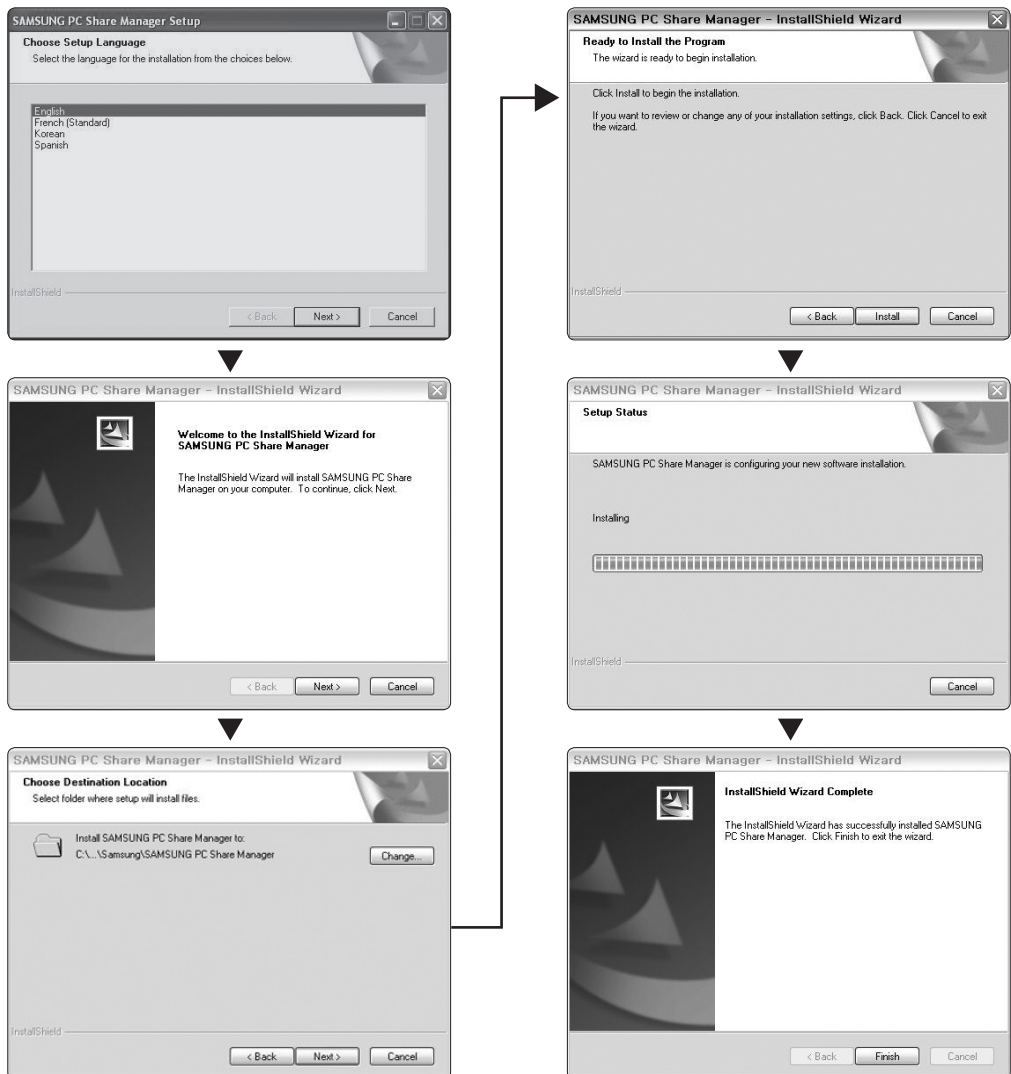 SAMSUNG PC Share Manager Setup
Choose Setup Language
Select the language for the installation from the choices below.
English
French (Standard)
Korean
Spanish
InstallShield
< Back
Next >
Cancel
SAMSUNG PC Share Manager - InstallShield Wizard
Welcome to the InstallShield Wizard for
SAMSUNG PC Share Manager
The InstallShield Wizard will install SAMSUNG PC Share
Manager on your computer. To continue, click Next.
< Back
Next >
Cancel
SAMSUNG PC Share Manager - InstallShield Wizard
Choose Destination Location
Select folder where setup will install files.
Install SAMSUNG PC Share Manager to:
C:\...\Samsung\SAMSUNG PC Share Manager
Change...
InstallShield
< Back
Next >
Cancel
SAMSUNG PC Share Manager - InstallShield Wizard
Ready to Install the Program
The wizard is ready to begin installation.
Click Install to begin the installation.
If you want to review or change any of your installation settings, click Back. Click Cancel to exit
the wizard.
InstallShield
< Back
Install
Cancel
SAMSUNG PC Share Manager - InstallShield Wizard
Setup Status
SAMSUNG PC Share Manager is configuring your new software installation.
Installing
InstallShield
Cancel
SAMSUNG PC Share Manager - InstallShield Wizard
InstallShield Wizard Complete
The InstallShield Wizard has successfully installed SAMSUNG
PC Share Manager. Click Finish to exit the wizard.
< Back
Finish
Cancel